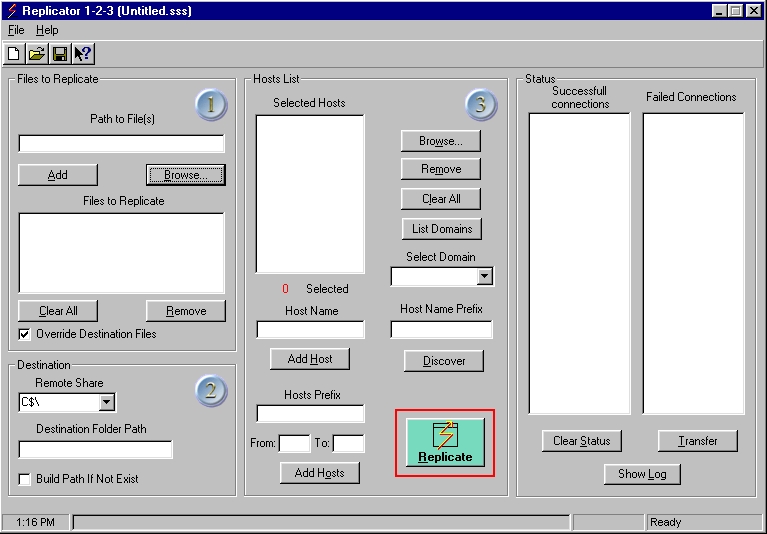 Replicator 1-2-3 (Untitled.sss)
File Help
Files to Replicate
1
Path to File(s)
Add Browse...
Files to Replicate
Clear All Remove
Override Destination Files
Destination
2
Remote Share
C$\
Destination Folder Path
Build Path If Not Exist
Hosts List
3
Selected Hosts
Browse...
Remove
Clear All
List Domains
Select Domain
0 Selected
Host Name
Host Name Prefix
Add Host
Discover
Hosts Prefix
From: To:
Add Hosts
Replicate
Status
Successfull
connections
Failed Connections
Clear Status Transfer
Show Log
1:16 PM
Ready